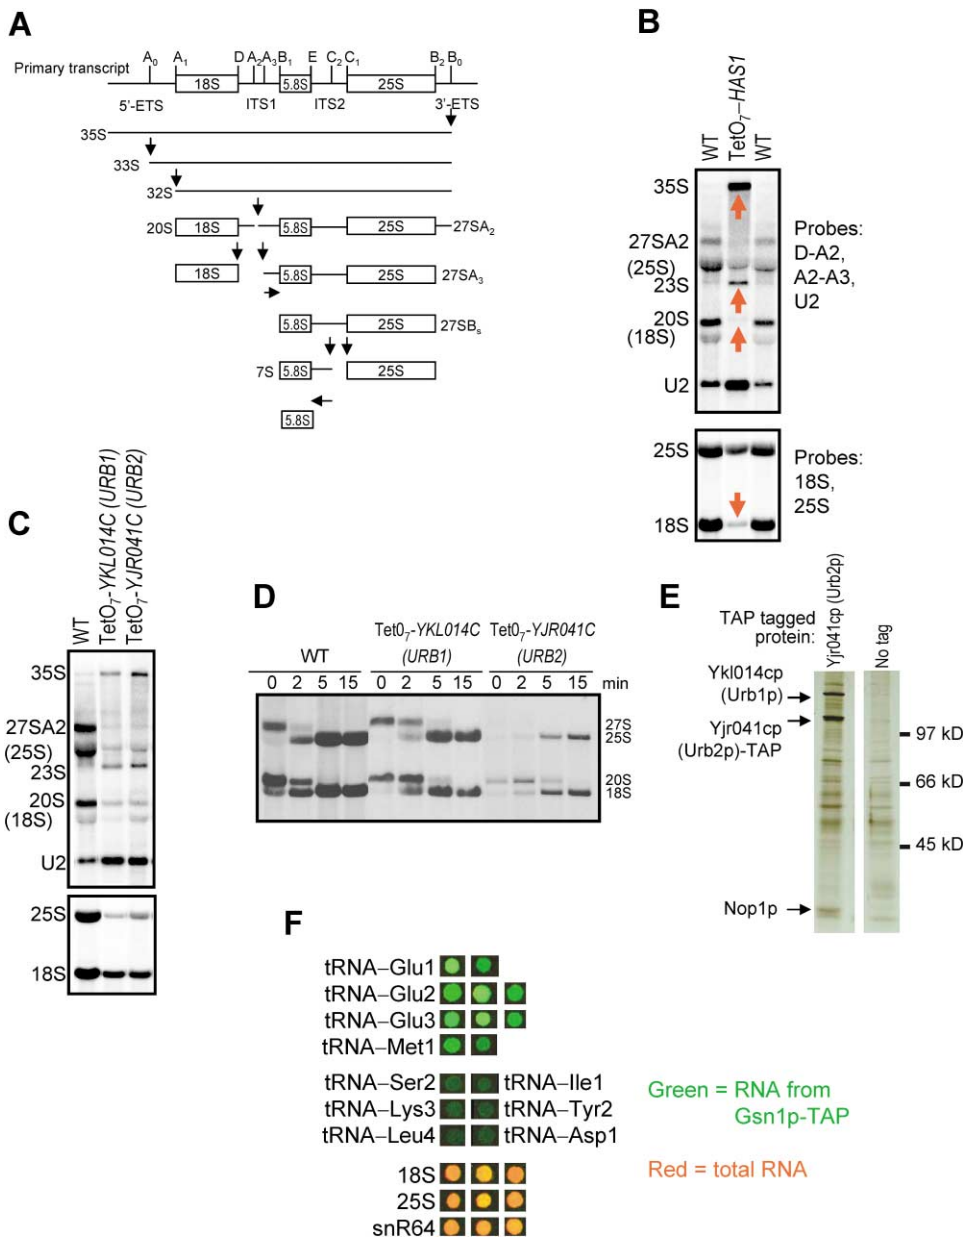 A
A0 A1 D A2 A3 B1 E C2 C1 B2 B0
Primary transcript
18S 5.8S 25S
5'-ETS ITS1 ITS2 3'-ETS
35S
33S
32S
20S 18S 5.8S 25S 27SA2
18S 5.8S 25S 27SA3
5.8S 25S 27SBs
7S 5.8S 25S
5.8S
B
WT
TetO7–HAS1
WT
35S
27SA2
(25S)
23S
20S
(18S)
U2
Probes:
D-A2,
A2-A3,
U2
25S
18S
Probes:
18S,
25S
C
WT
TetO7-YKL014C (URB1)
TetO7-YJR041C (URB2)
35S
27SA2
(25S)
23S
20S
(18S)
U2
25S
18S
D
WT
Tet07-YKL014C
(URB1)
Tet07-YJR041C
(URB2)
0 2 5 15 0 2 5 15 0 2 5 15 min
27S
25S
20S
18S
E
TAP tagged
protein:
Yjr041cp (Urb2p)
No tag
Ykl014cp
(Urb1p)
Yjr041cp
(Urb2p)-TAP
Nop1p
97 kD
66 kD
45 kD
F
tRNA–Glu1
tRNA–Glu2
tRNA–Glu3
tRNA–Met1
tRNA–Ser2 tRNA–Ile1
tRNA–Lys3 tRNA–Tyr2
tRNA–Leu4 tRNA–Asp1
18S
25S
snR64
Green = RNA from
Gsn1p-TAP
Red = total RNA